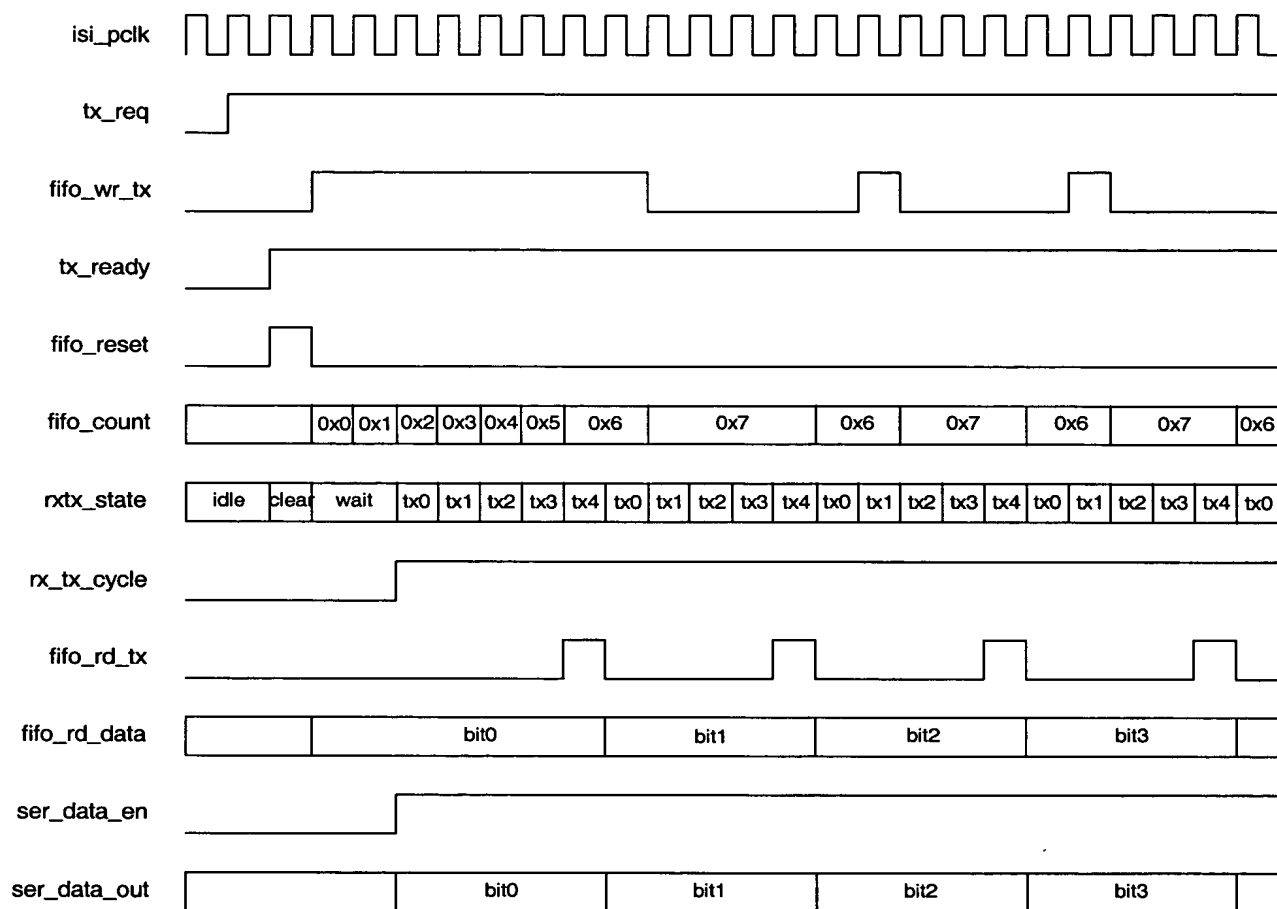 isi_pclk
tx_req
fifo_wr_tx
tx_ready
fifo_reset
fifo_count 0x0 0x1 0x2 0x3 0x4 0x5 0x6 0x7 0x6 0x7 0x6 0x7 0x6
rxtx_state idle clear wait tx0 tx1 tx2 tx3 tx4 tx0 tx1 tx2 tx3 tx4 tx0 tx1 tx2 tx3 tx4 tx0 tx1 tx2 tx3 tx4 tx0
rx_tx_cycle
fifo_rd_tx
fifo_rd_data bit0 bit1 bit2 bit3
ser_data_en
ser_data_out bit0 bit1 bit2 bit3